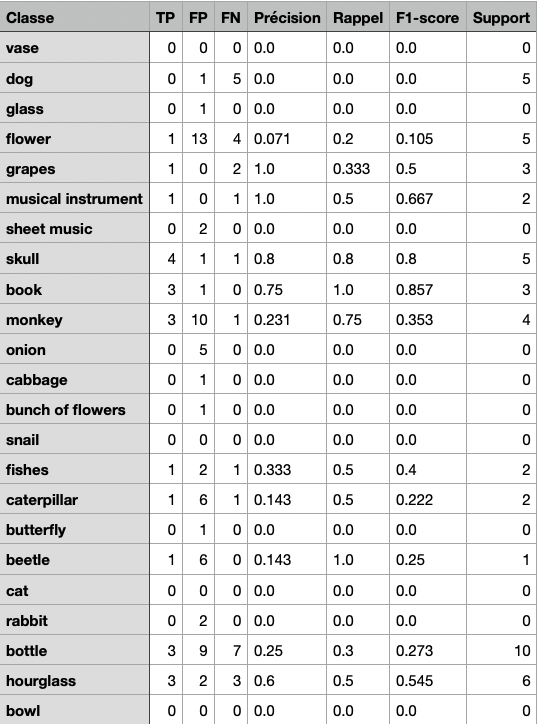 Classe TP FP FN Précision Rappel F1-score Support
vase 0 0 0 0.0 0.0 0.0 0
dog 0 1 5 0.0 0.0 0.0 5
glass 0 1 0 0.0 0.0 0.0 0
flower 1 13 4 0.071 0.2 0.105 5
grapes 1 0 2 1.0 0.333 0.5 3
musical instrument 1 0 1 1.0 0.5 0.667 2
sheet music 0 2 0 0.0 0.0 0.0 0
skull 4 1 1 0.8 0.8 0.8 5
book 3 1 0 0.75 1.0 0.857 3
monkey 3 10 1 0.231 0.75 0.353 4
onion 0 5 0 0.0 0.0 0.0 0
cabbage 0 1 0 0.0 0.0 0.0 0
bunch of flowers 0 1 0 0.0 0.0 0.0 0
snail 0 0 0 0.0 0.0 0.0 0
fishes 1 2 1 0.333 0.5 0.4 2
caterpillar 1 6 1 0.143 0.5 0.222 2
butterfly 0 1 0 0.0 0.0 0.0 0
beetle 1 6 0 0.143 1.0 0.25 1
cat 0 0 0 0.0 0.0 0.0 0
rabbit 0 2 0 0.0 0.0 0.0 0
bottle 3 9 7 0.25 0.3 0.273 10
hourglass 3 2 3 0.6 0.5 0.545 6
bowl 0 0 0 0.0 0.0 0.0 0